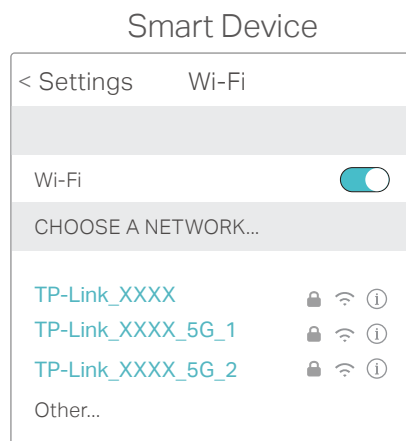 Smart Device
< Settings Wi-Fi
Wi-Fi
CHOOSE A NETWORK...
TP-Link_XXXX
TP-Link_XXXX_5G_1
TP-Link_XXXX_5G_2
Other...